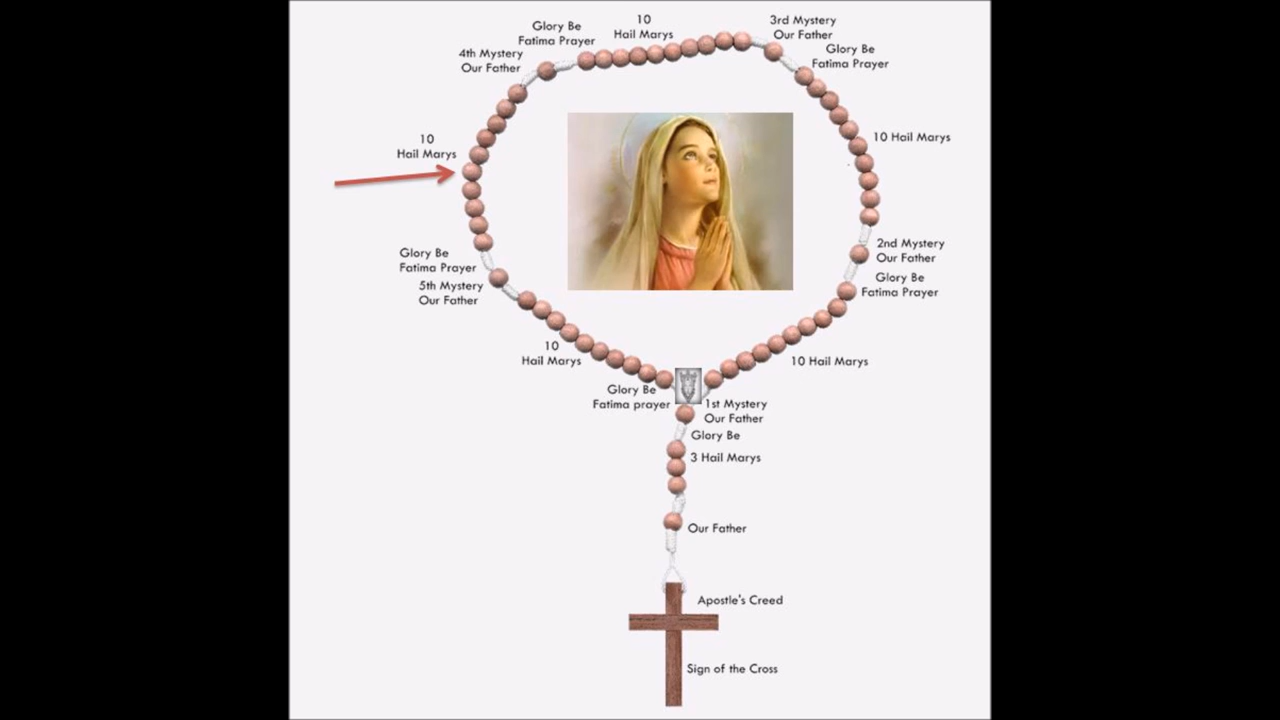 10
Hail Marys
3rd Mystery
Our Father
Glory Be
Fatima Prayer
4th Mystery
Our Father
Glory Be
Fatima Prayer
10
Hail Marys
10 Hail Marys
2nd Mystery
Our Father
Glory Be
Fatima Prayer
5th Mystery
Our Father
Glory Be
Fatima Prayer
10
Hail Marys
10 Hail Marys
Glory Be
Fatima prayer
1st Mystery
Our Father
Glory Be
3 Hail Marys
Our Father
Apostle's Creed
Sign of the Cross